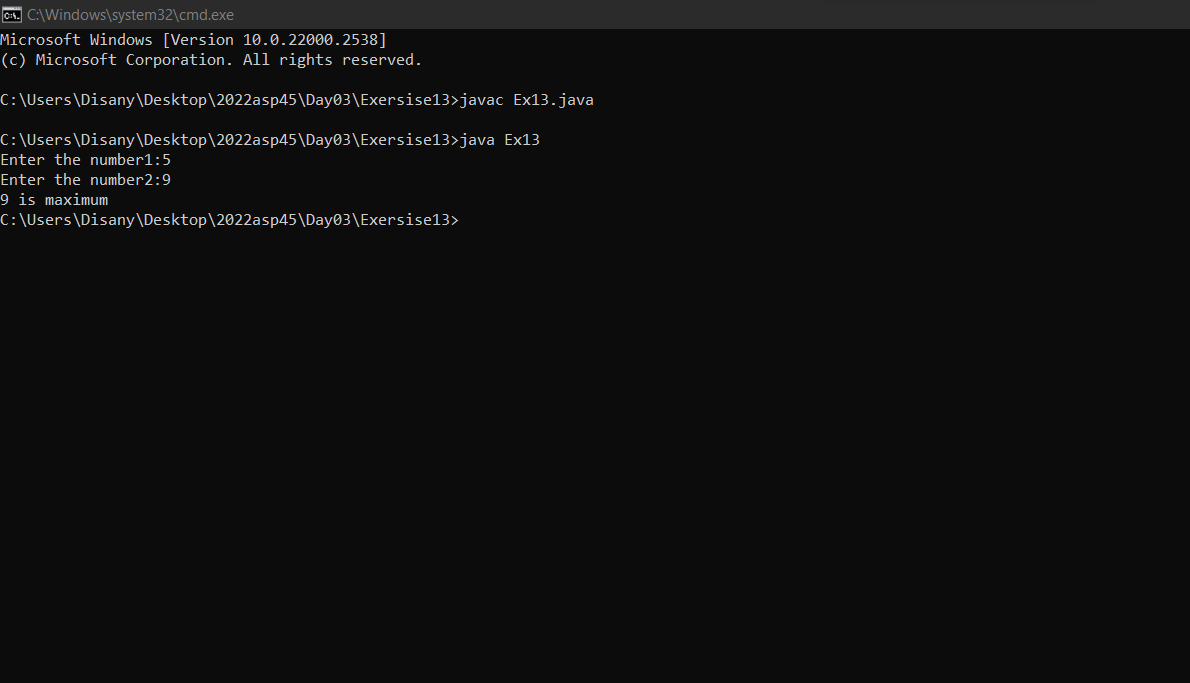 C:\Windows\system32\cmd.exe
Microsoft Windows [Version 10.0.22000.2538]
(c) Microsoft Corporation. All rights reserved.
C:\Users\Disany\Desktop\2022asp45\Day03\Exersise13>javac Ex13.java
C:\Users\Disany\Desktop\2022asp45\Day03\Exersise13>java Ex13
Enter the number1:5
Enter the number2:9
9 is maximum
C:\Users\Disany\Desktop\2022asp45\Day03\Exersise13>